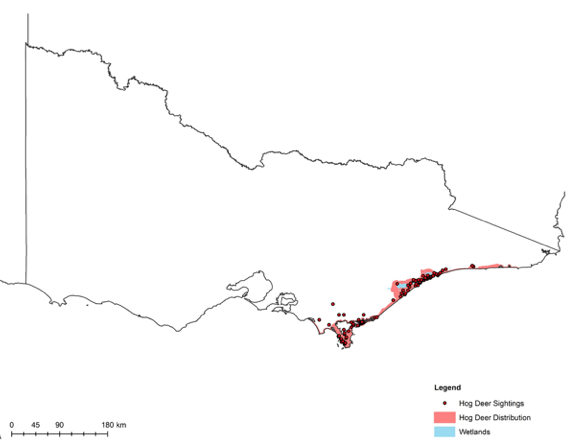 Legend
Hog Deer Sightings
Hog Deer Distribution
Wetlands
0 45 90 180 km